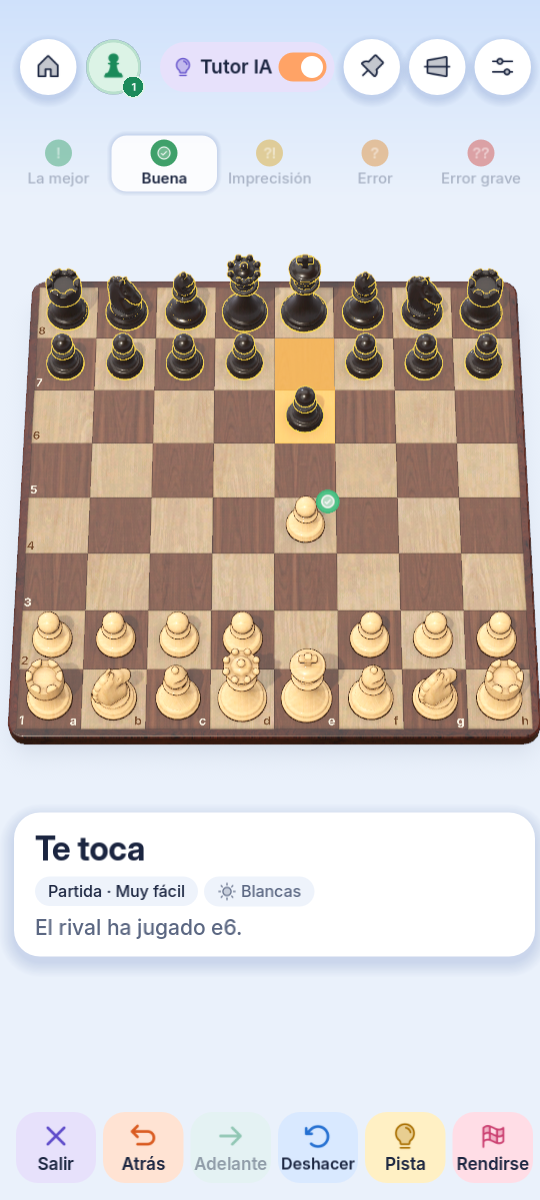 1
Tutor IA
!
La mejor
Buena
?!
Imprecisión
?
Error
??
Error grave
8
7
6
5
4
3
2
1 a b c d e f g h
Te toca
Partida · Muy fácil
Blancas
El rival ha jugado e6.
Salir
Atrás
Adelante
Deshacer
Pista
Rendirse